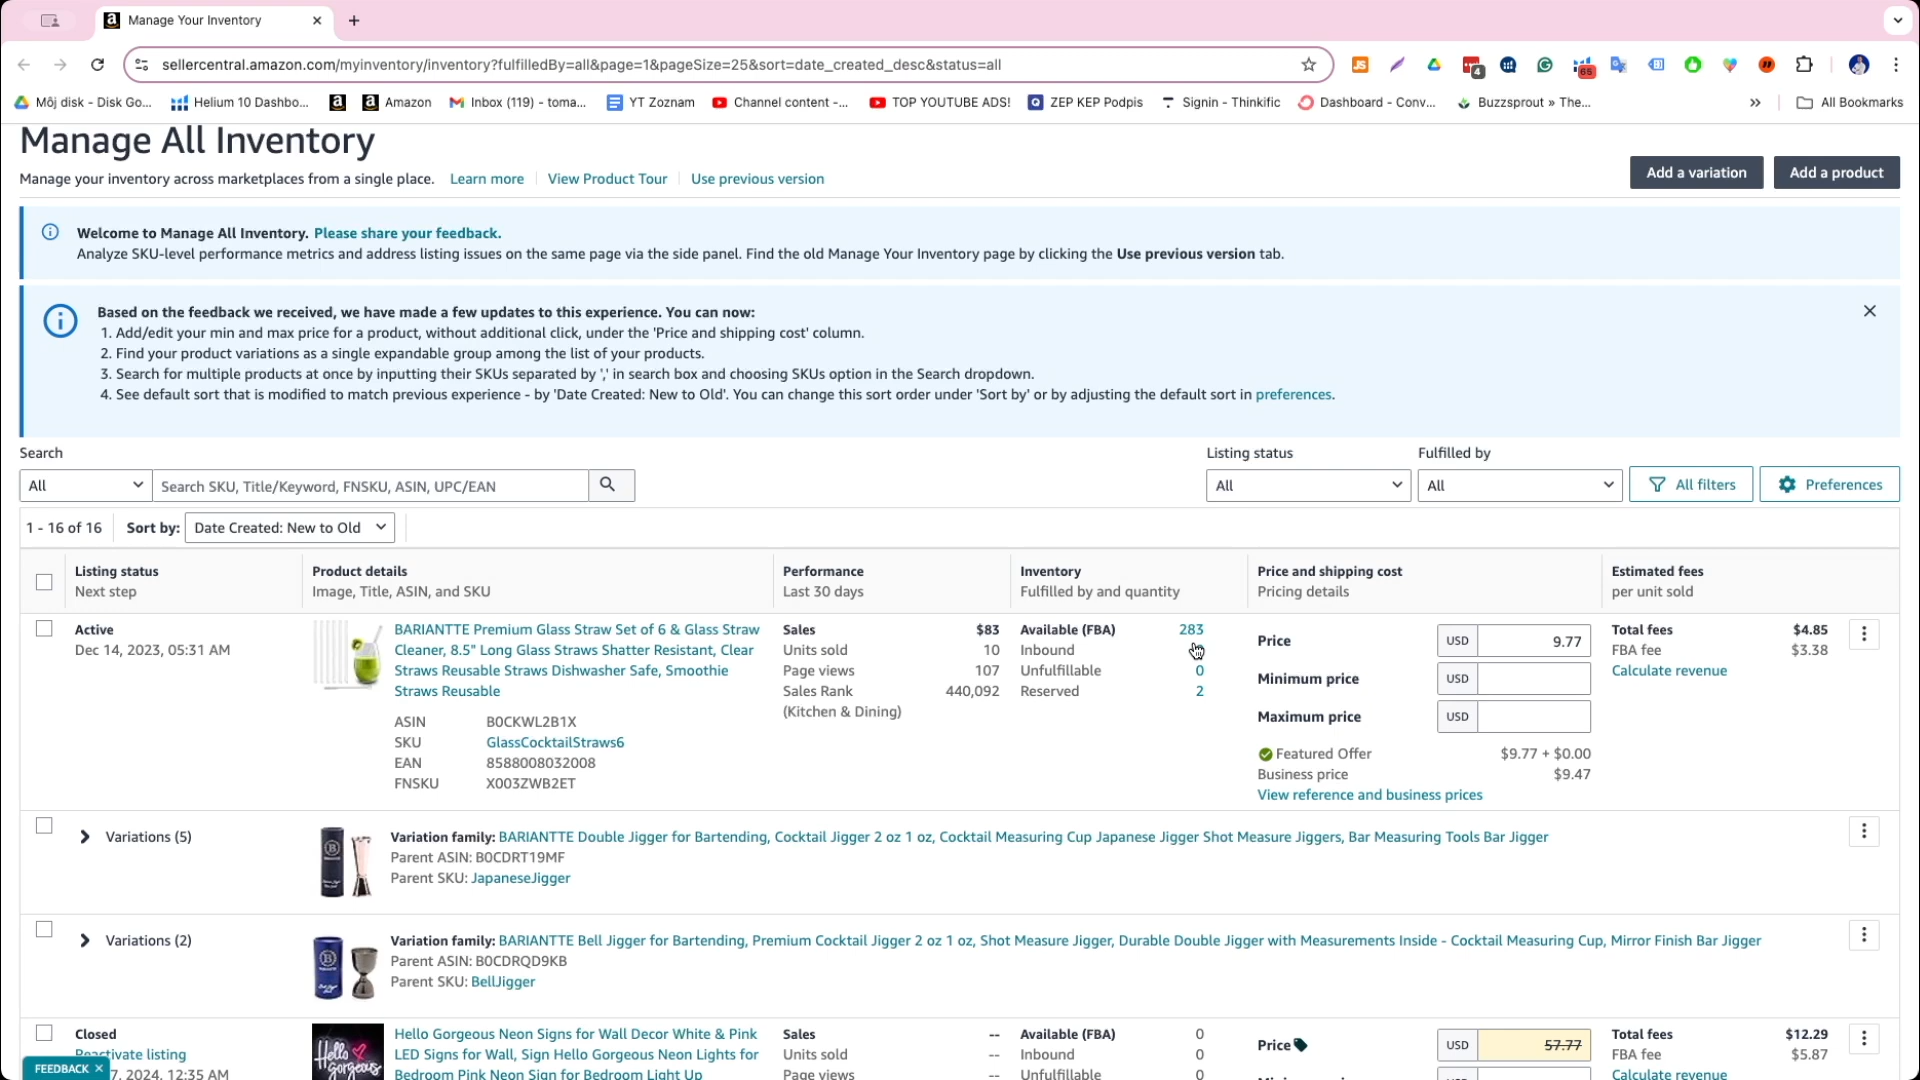 Manage Your Inventory
sellercentral.amazon.com/myinventory/inventory?fulfilledBy=all&page=1&pageSize=25&sort=date_created_desc&status=all
JS
4
65
Môj disk - Disk Go...
Helium 10 Dashbo...
Amazon
Inbox (119) - toma...
YT Zoznam
Channel content -...
TOP YOUTUBE ADS!
ZEP KEP Podpis
Signin - Thinkific
Dashboard - Conv...
Buzzsprout » The...
All Bookmarks
Manage All Inventory
Manage your inventory across marketplaces from a single place. Learn more View Product Tour Use previous version
Add a variation
Add a product
Welcome to Manage All Inventory. Please share your feedback.
Analyze SKU-level performance metrics and address listing issues on the same page via the side panel. Find the old Manage Your Inventory page by clicking the Use previous version tab.
Based on the feedback we received, we have made a few updates to this experience. You can now:
1. Add/edit your min and max price for a product, without additional click, under the 'Price and shipping cost' column.
2. Find your product variations as a single expandable group among the list of your products.
3. Search for multiple products at once by inputting their SKUs separated by ',' in search box and choosing SKUs option in the Search dropdown.
4. See default sort that is modified to match previous experience - by 'Date Created: New to Old'. You can change this sort order under 'Sort by' or by adjusting the default sort in preferences.
Search
Listing status
Fulfilled by
All
Search SKU, Title/Keyword, FNSKU, ASIN, UPC/EAN
All
All
All filters
Preferences
1 - 16 of 16
Sort by:
Date Created: New to Old
Listing status
Next step
Product details
Image, Title, ASIN, and SKU
Performance
Last 30 days
Inventory
Fulfilled by and quantity
Price and shipping cost
Pricing details
Estimated fees
per unit sold
Active
Dec 14, 2023, 05:31 AM
BARIANTTE Premium Glass Straw Set of 6 & Glass Straw
Cleaner, 8.5" Long Glass Straws Shatter Resistant, Clear
Straws Reusable Straws Dishwasher Safe, Smoothie
Straws Reusable
ASIN B0CKWL2B1X
SKU GlassCocktailStraws6
EAN 8588008032008
FNSKU X003ZWB2ET
Sales $83
Units sold 10
Page views 107
Sales Rank 440,092
(Kitchen & Dining)
Available (FBA) 283
Inbound
Unfulfillable 0
Reserved 2
Price USD 9.77
Minimum price USD
Maximum price USD
Featured Offer $9.77 + $0.00
Business price $9.47
View reference and business prices
Total fees $4.85
FBA fee $3.38
Calculate revenue
Variations (5)
Variation family: BARIANTTE Double Jigger for Bartending, Cocktail Jigger 2 oz 1 oz, Cocktail Measuring Cup Japanese Jigger Shot Measure Jiggers, Bar Measuring Tools Bar Jigger
Parent ASIN: B0CDRT19MF
Parent SKU: JapaneseJigger
Variations (2)
Variation family: BARIANTTE Bell Jigger for Bartending, Premium Cocktail Jigger 2 oz 1 oz, Shot Measure Jigger, Durable Double Jigger with Measurements Inside - Cocktail Measuring Cup, Mirror Finish Bar Jigger
Parent ASIN: B0CDRQD9KB
Parent SKU: BellJigger
Closed
Reactivate listing
7, 2024, 12:35 AM
Hello gorgeous
Hello Gorgeous Neon Signs for Wall Decor White & Pink
LED Signs for Wall, Sign Hello Gorgeous Neon Lights for
Bedroom Pink Neon Sign for Bedroom Light Up
Sales --
Units sold --
Page views --
Available (FBA) 0
Inbound 0
Unfulfillable 0
Price USD 57.77
Total fees $12.29
FBA fee $5.87
Calculate revenue
FEEDBACK